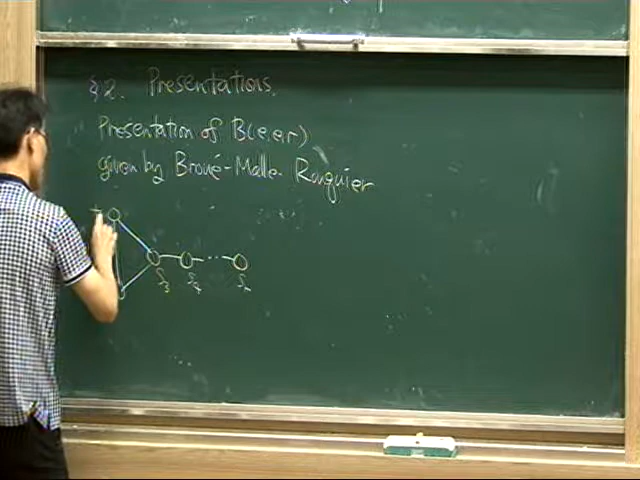 §2. Presentations.
Presentation of B(e,e,r)
given by Broué-Malle-Rouquier
t
s₃ s₄ ... sᵣ